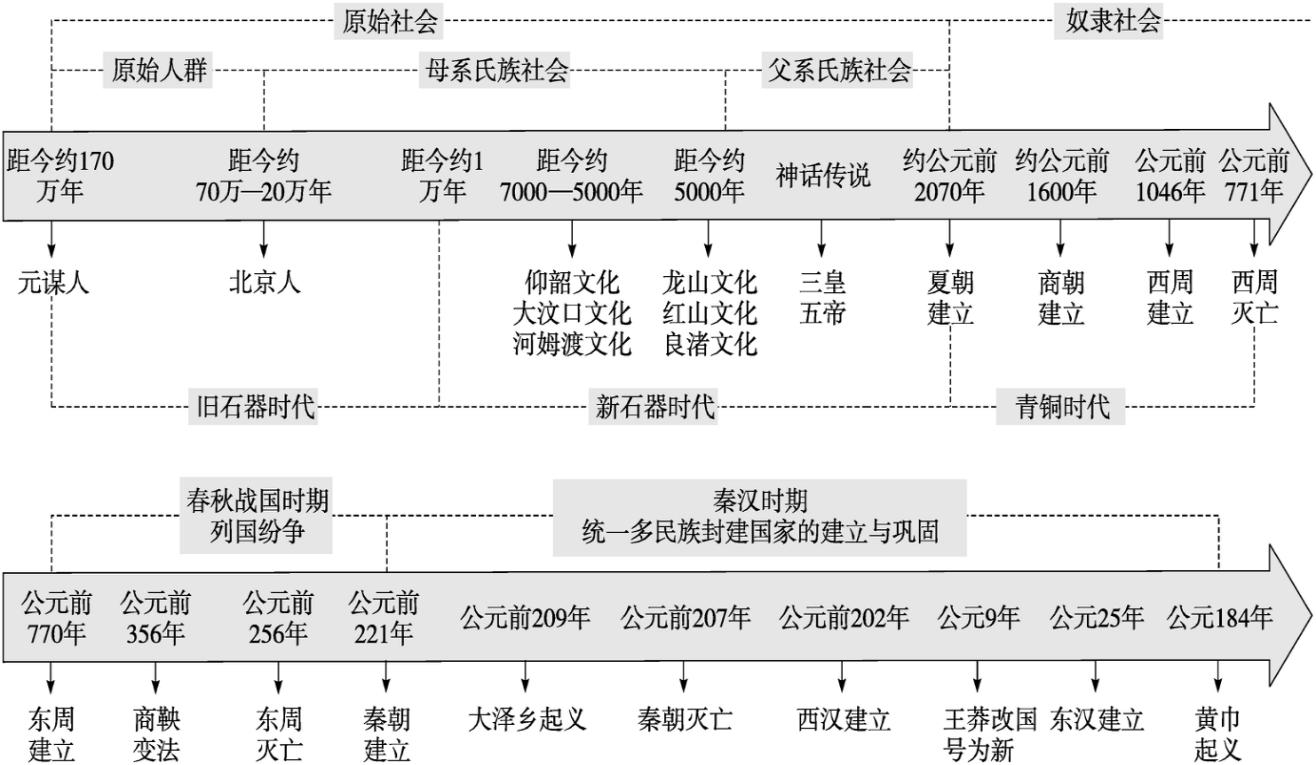 原始社会
奴隶社会
原始人群
母系氏族社会
父系氏族社会
距今约170
万年
距今约
70万—20万年
距今约1
万年
距今约
7000—5000年
距今约
5000年
神话传说
约公元前
2070年
约公元前
1600年
公元前
1046年
公元前
771年
元谋人
北京人
仰韶文化
大汶口文化
河姆渡文化
龙山文化
红山文化
良渚文化
三皇
五帝
夏朝
建立
商朝
建立
西周
建立
西周
灭亡
旧石器时代
新石器时代
青铜时代
春秋战国时期
列国纷争
秦汉时期
统一多民族封建国家的建立与巩固
公元前
770年
公元前
356年
公元前
256年
公元前
221年
公元前209年
公元前207年
公元前202年
公元9年
公元25年
公元184年
东周
建立
商鞅
变法
东周
灭亡
秦朝
建立
大泽乡起义
秦朝灭亡
西汉建立
王莽改国
号为新
东汉建立
黄巾
起义